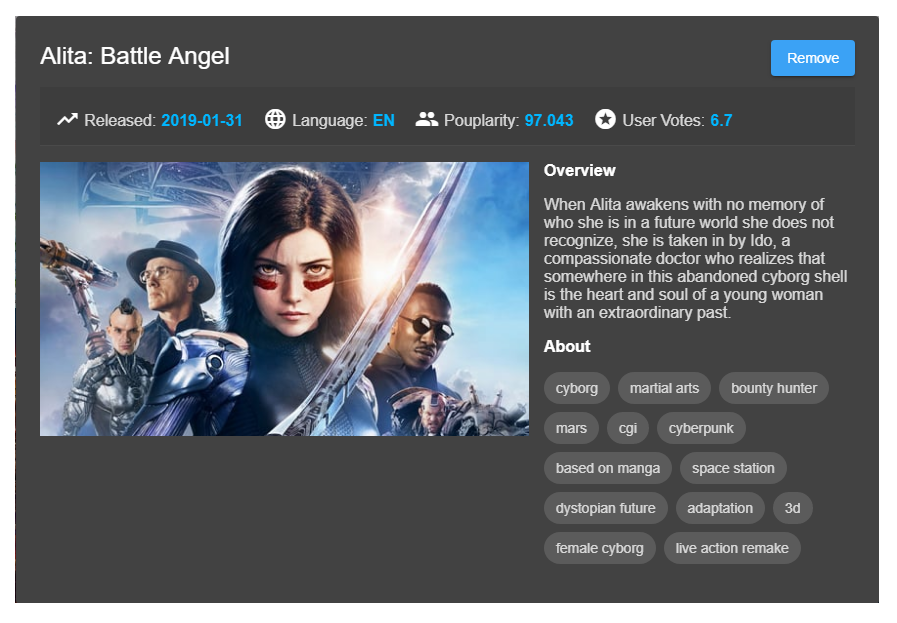 Alita: Battle Angel
Remove
Released: 2019-01-31 Language: EN Pouplarity: 97.043 User Votes: 6.7
Overview
When Alita awakens with no memory of
who she is in a future world she does not
recognize, she is taken in by Ido, a
compassionate doctor who realizes that
somewhere in this abandoned cyborg shell
is the heart and soul of a young woman
with an extraordinary past.
About
cyborg martial arts bounty hunter
mars cgi cyberpunk
based on manga space station
dystopian future adaptation 3d
female cyborg live action remake